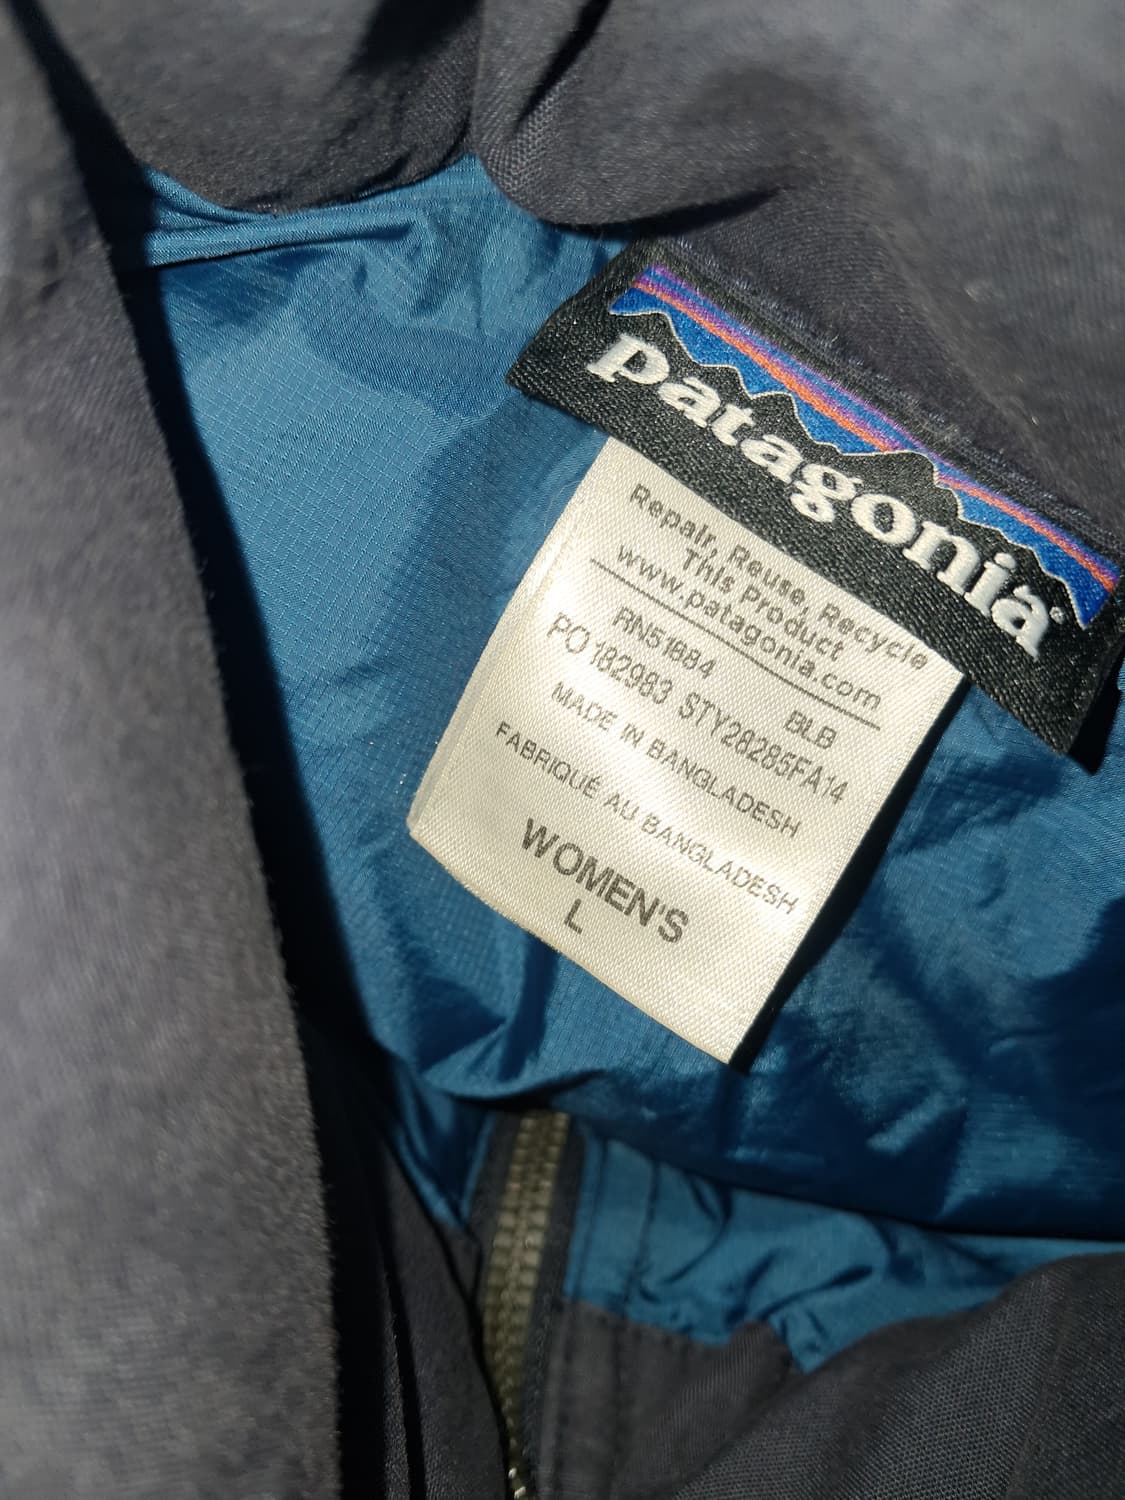 patagonia®
Repair, Reuse, Recycle
This Product
www.patagonia.com
RN51884 BLB
PO 182983 STY28285FA14
MADE IN BANGLADESH
FABRIQUÉ AU BANGLADESH
WOMEN'S
L